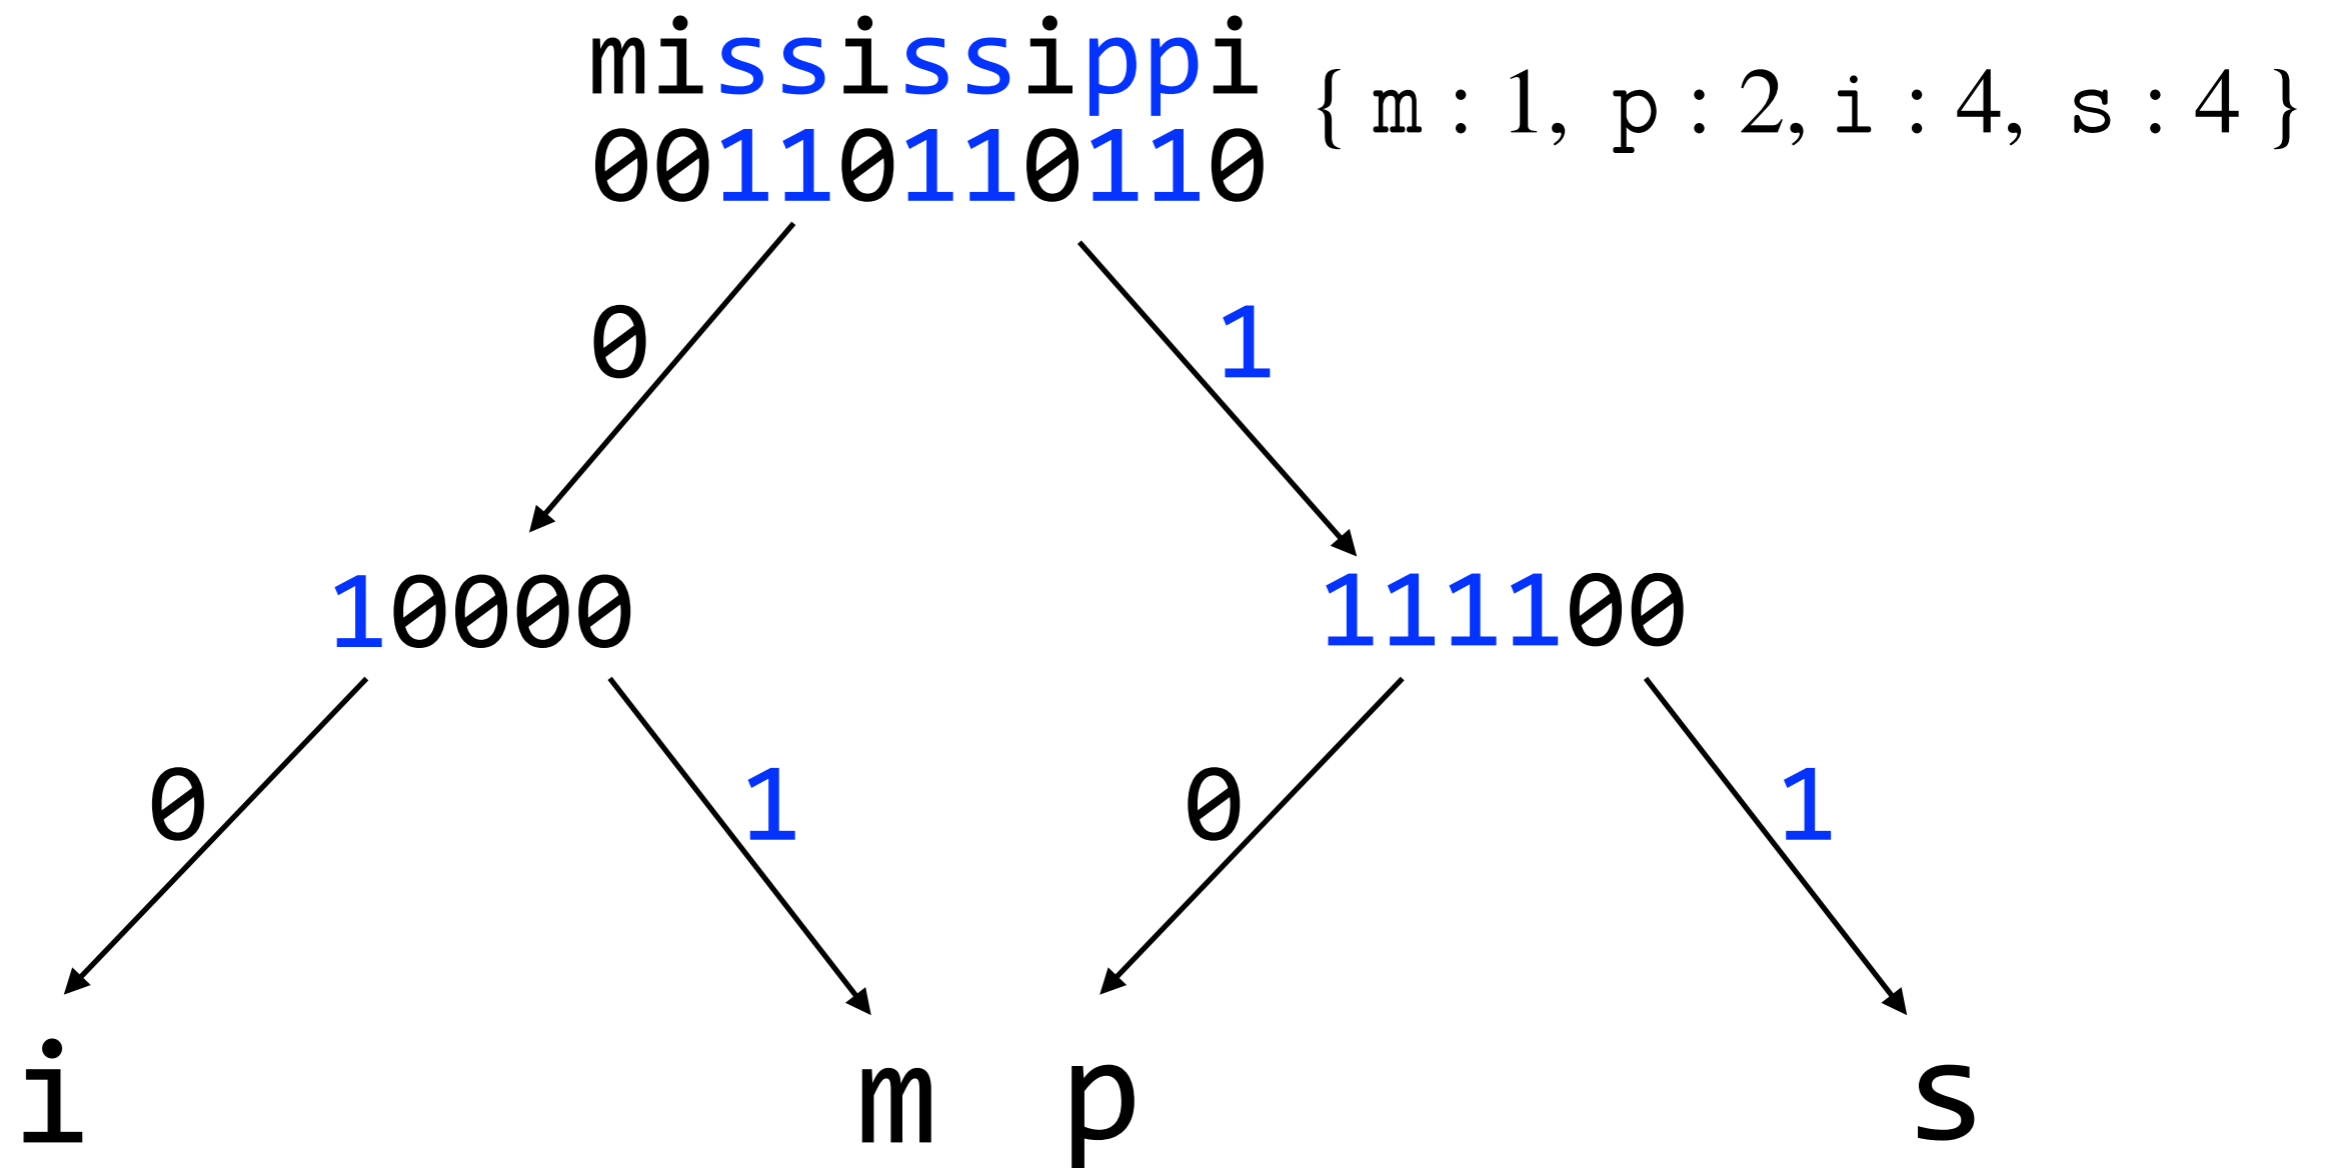 mississippi
{ m : 1, p : 2, i : 4, s : 4 }
00110110110
0 1
10000 111100
0 1 0 1
i m p s